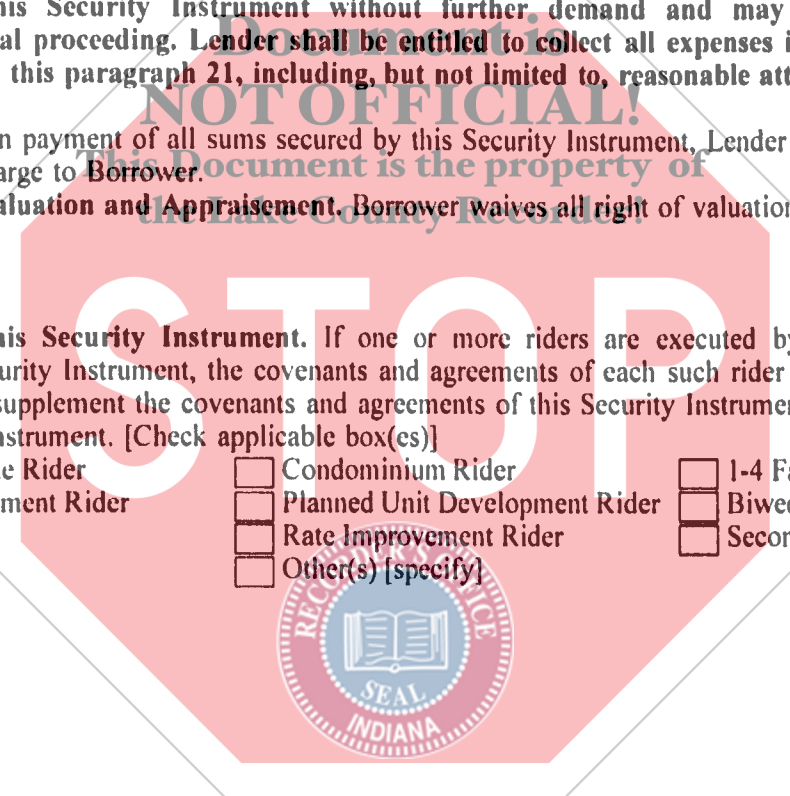 his Security Instrument without further demand and may
Document is
al proceeding. Lender shall be entitled to collect all expenses i
this paragraph 21, including, but not limited to, reasonable att
NOT OFFICIAL!
n payment of all sums secured by this Security Instrument, Lender
This Document is the property of
arge to Borrower.
aluation and Appraisement. Borrower waives all right of valuation
the Lake County Recorder!
STOP
his Security Instrument. If one or more riders are executed by
urity Instrument, the covenants and agreements of each such rider
supplement the covenants and agreements of this Security Instrumen
nstrument. [Check applicable box(es)]
e Rider Condominium Rider 1-4 Fa
ment Rider Planned Unit Development Rider Biwee
Rate Improvement Rider Secon
Other(s) [specify]
RECORDER'S OFFICE
SEAL
INDIANA